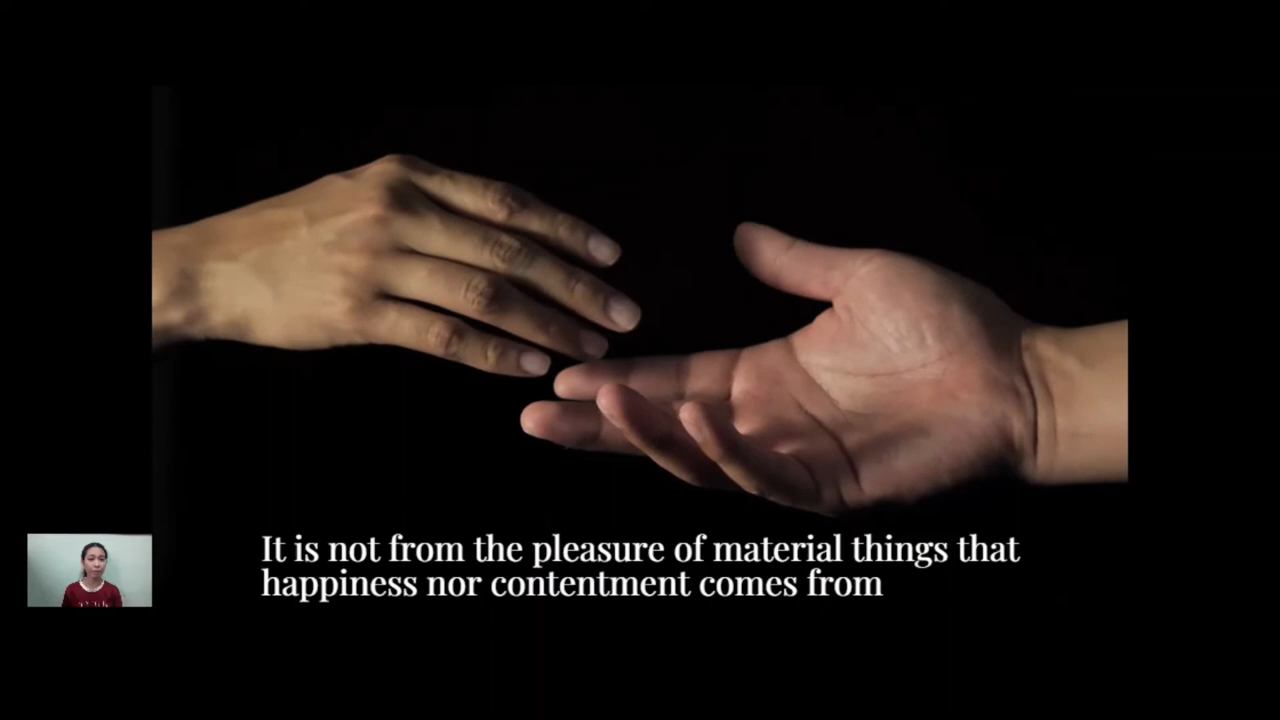 It is not from the pleasure of material things that
happiness nor contentment comes from